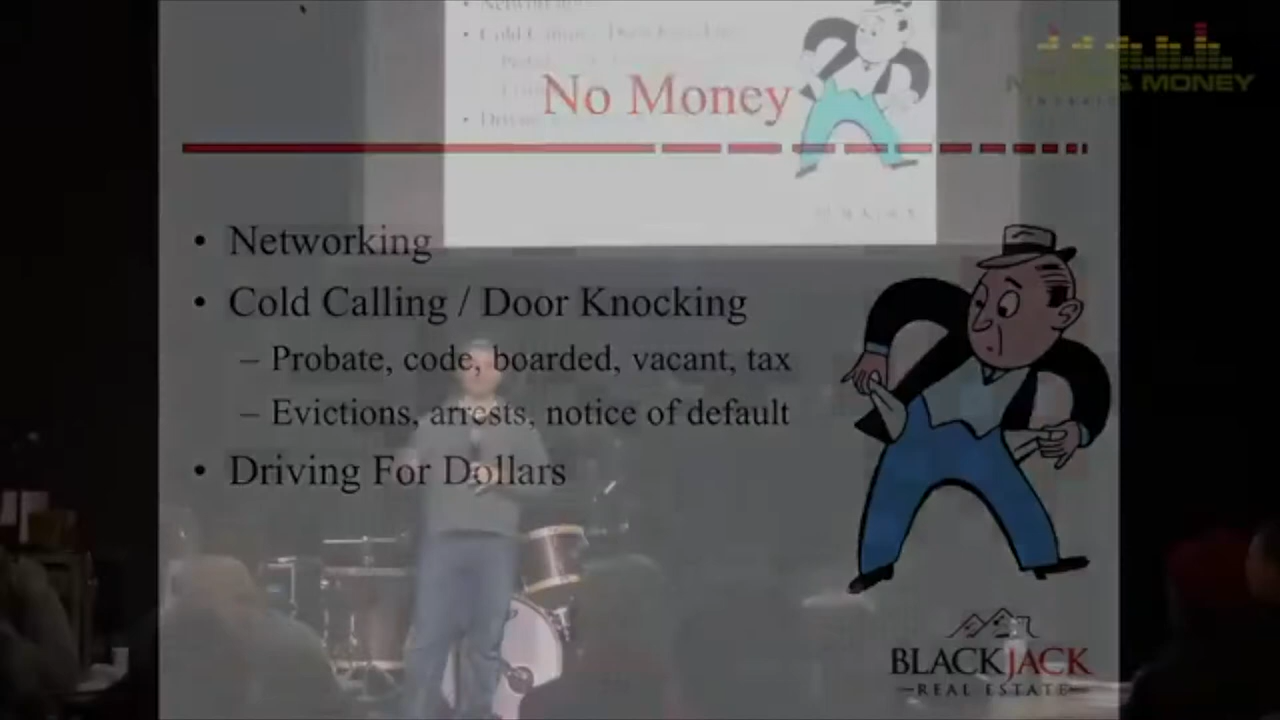 No Money
& MONEY
• Networking
• Cold Calling / Door Knocking
– Probate, code, boarded, vacant, tax
– Evictions, arrests, notice of default
• Driving For Dollars
BLACKJACK
REAL ESTATE